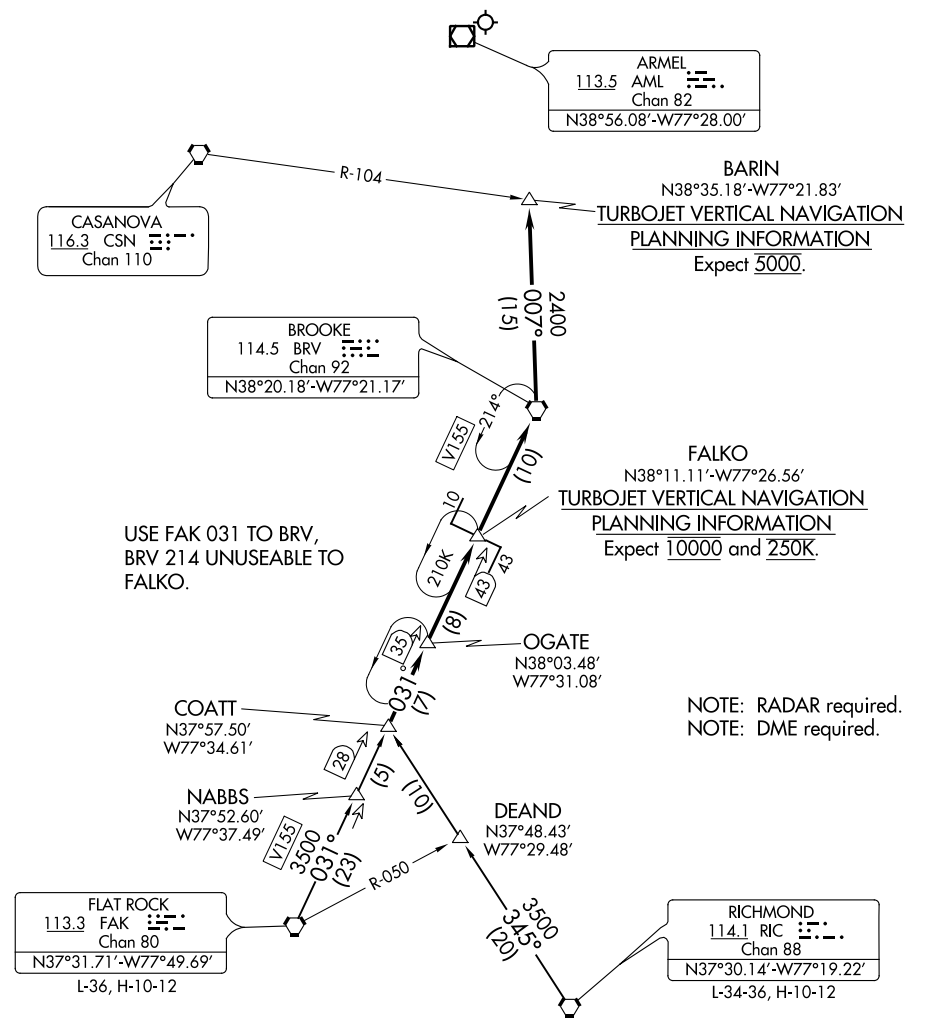 ARMEL
113.5 AML
Chan 82
N38°56.08′-W77°28.00′
R-104
BARIN
N38°35.18′-W77°21.83′
TURBOJET VERTICAL NAVIGATION
PLANNING INFORMATION
Expect 5000.
CASANOVA
116.3 CSN
Chan 110
2400
007°
(15)
BROOKE
114.5 BRV
Chan 92
N38°20.18′-W77°21.17′
214°
V155
(10)
FALKO
N38°11.11′-W77°26.56′
TURBOJET VERTICAL NAVIGATION
PLANNING INFORMATION
Expect 10000 and 250K.
10
210K
43
43
USE FAK 031 TO BRV,
BRV 214 UNUSEABLE TO
FALKO.
(8)
35
OGATE
N38°03.48′
W77°31.08′
031°
(7)
COATT
N37°57.50′
W77°34.61′
NOTE: RADAR required.
NOTE: DME required.
28
(5)
(10)
NABBS
N37°52.60′
W77°37.49′
DEAND
N37°48.43′
W77°29.48′
V155
3500
031°
(23)
R-050
3500
345°
(20)
FLAT ROCK
113.3 FAK
Chan 80
N37°31.71′-W77°49.69′
L-36, H-10-12
RICHMOND
114.1 RIC
Chan 88
N37°30.14′-W77°19.22′
L-34-36, H-10-12